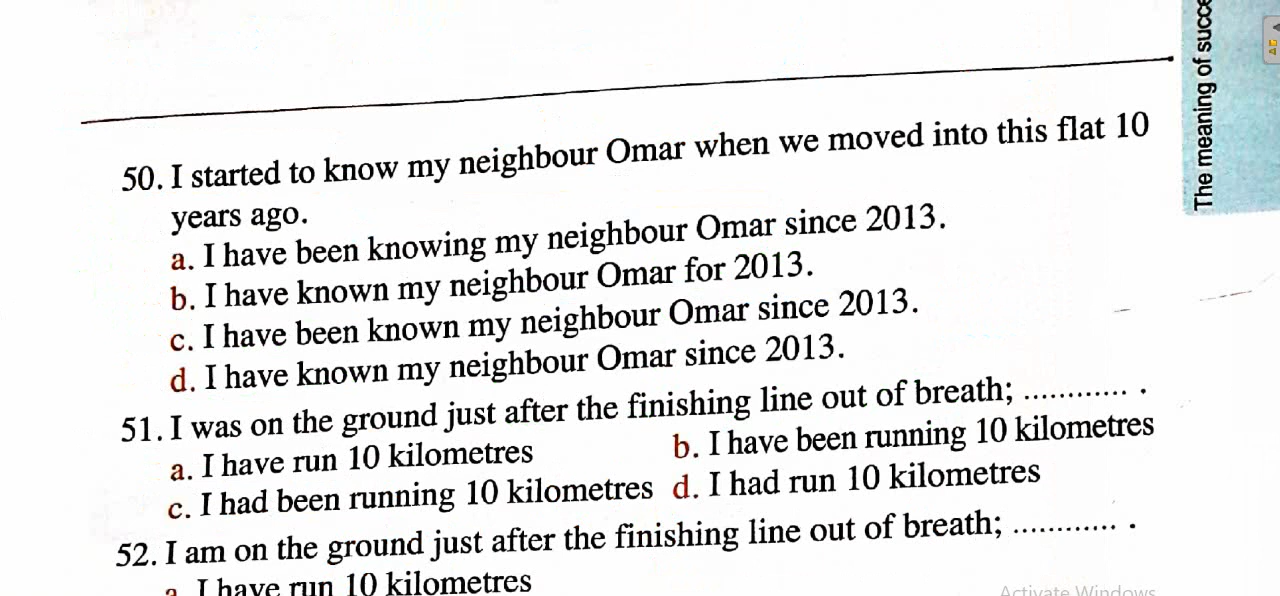 The meaning of succe
50. I started to know my neighbour Omar when we moved into this flat 10
years ago.
a. I have been knowing my neighbour Omar since 2013.
b. I have known my neighbour Omar for 2013.
c. I have been known my neighbour Omar since 2013.
d. I have known my neighbour Omar since 2013.
51. I was on the ground just after the finishing line out of breath; ............. .
a. I have run 10 kilometres b. I have been running 10 kilometres
c. I had been running 10 kilometres d. I had run 10 kilometres
52. I am on the ground just after the finishing line out of breath; ............. .
a. I have run 10 kilometres
Activate Windows